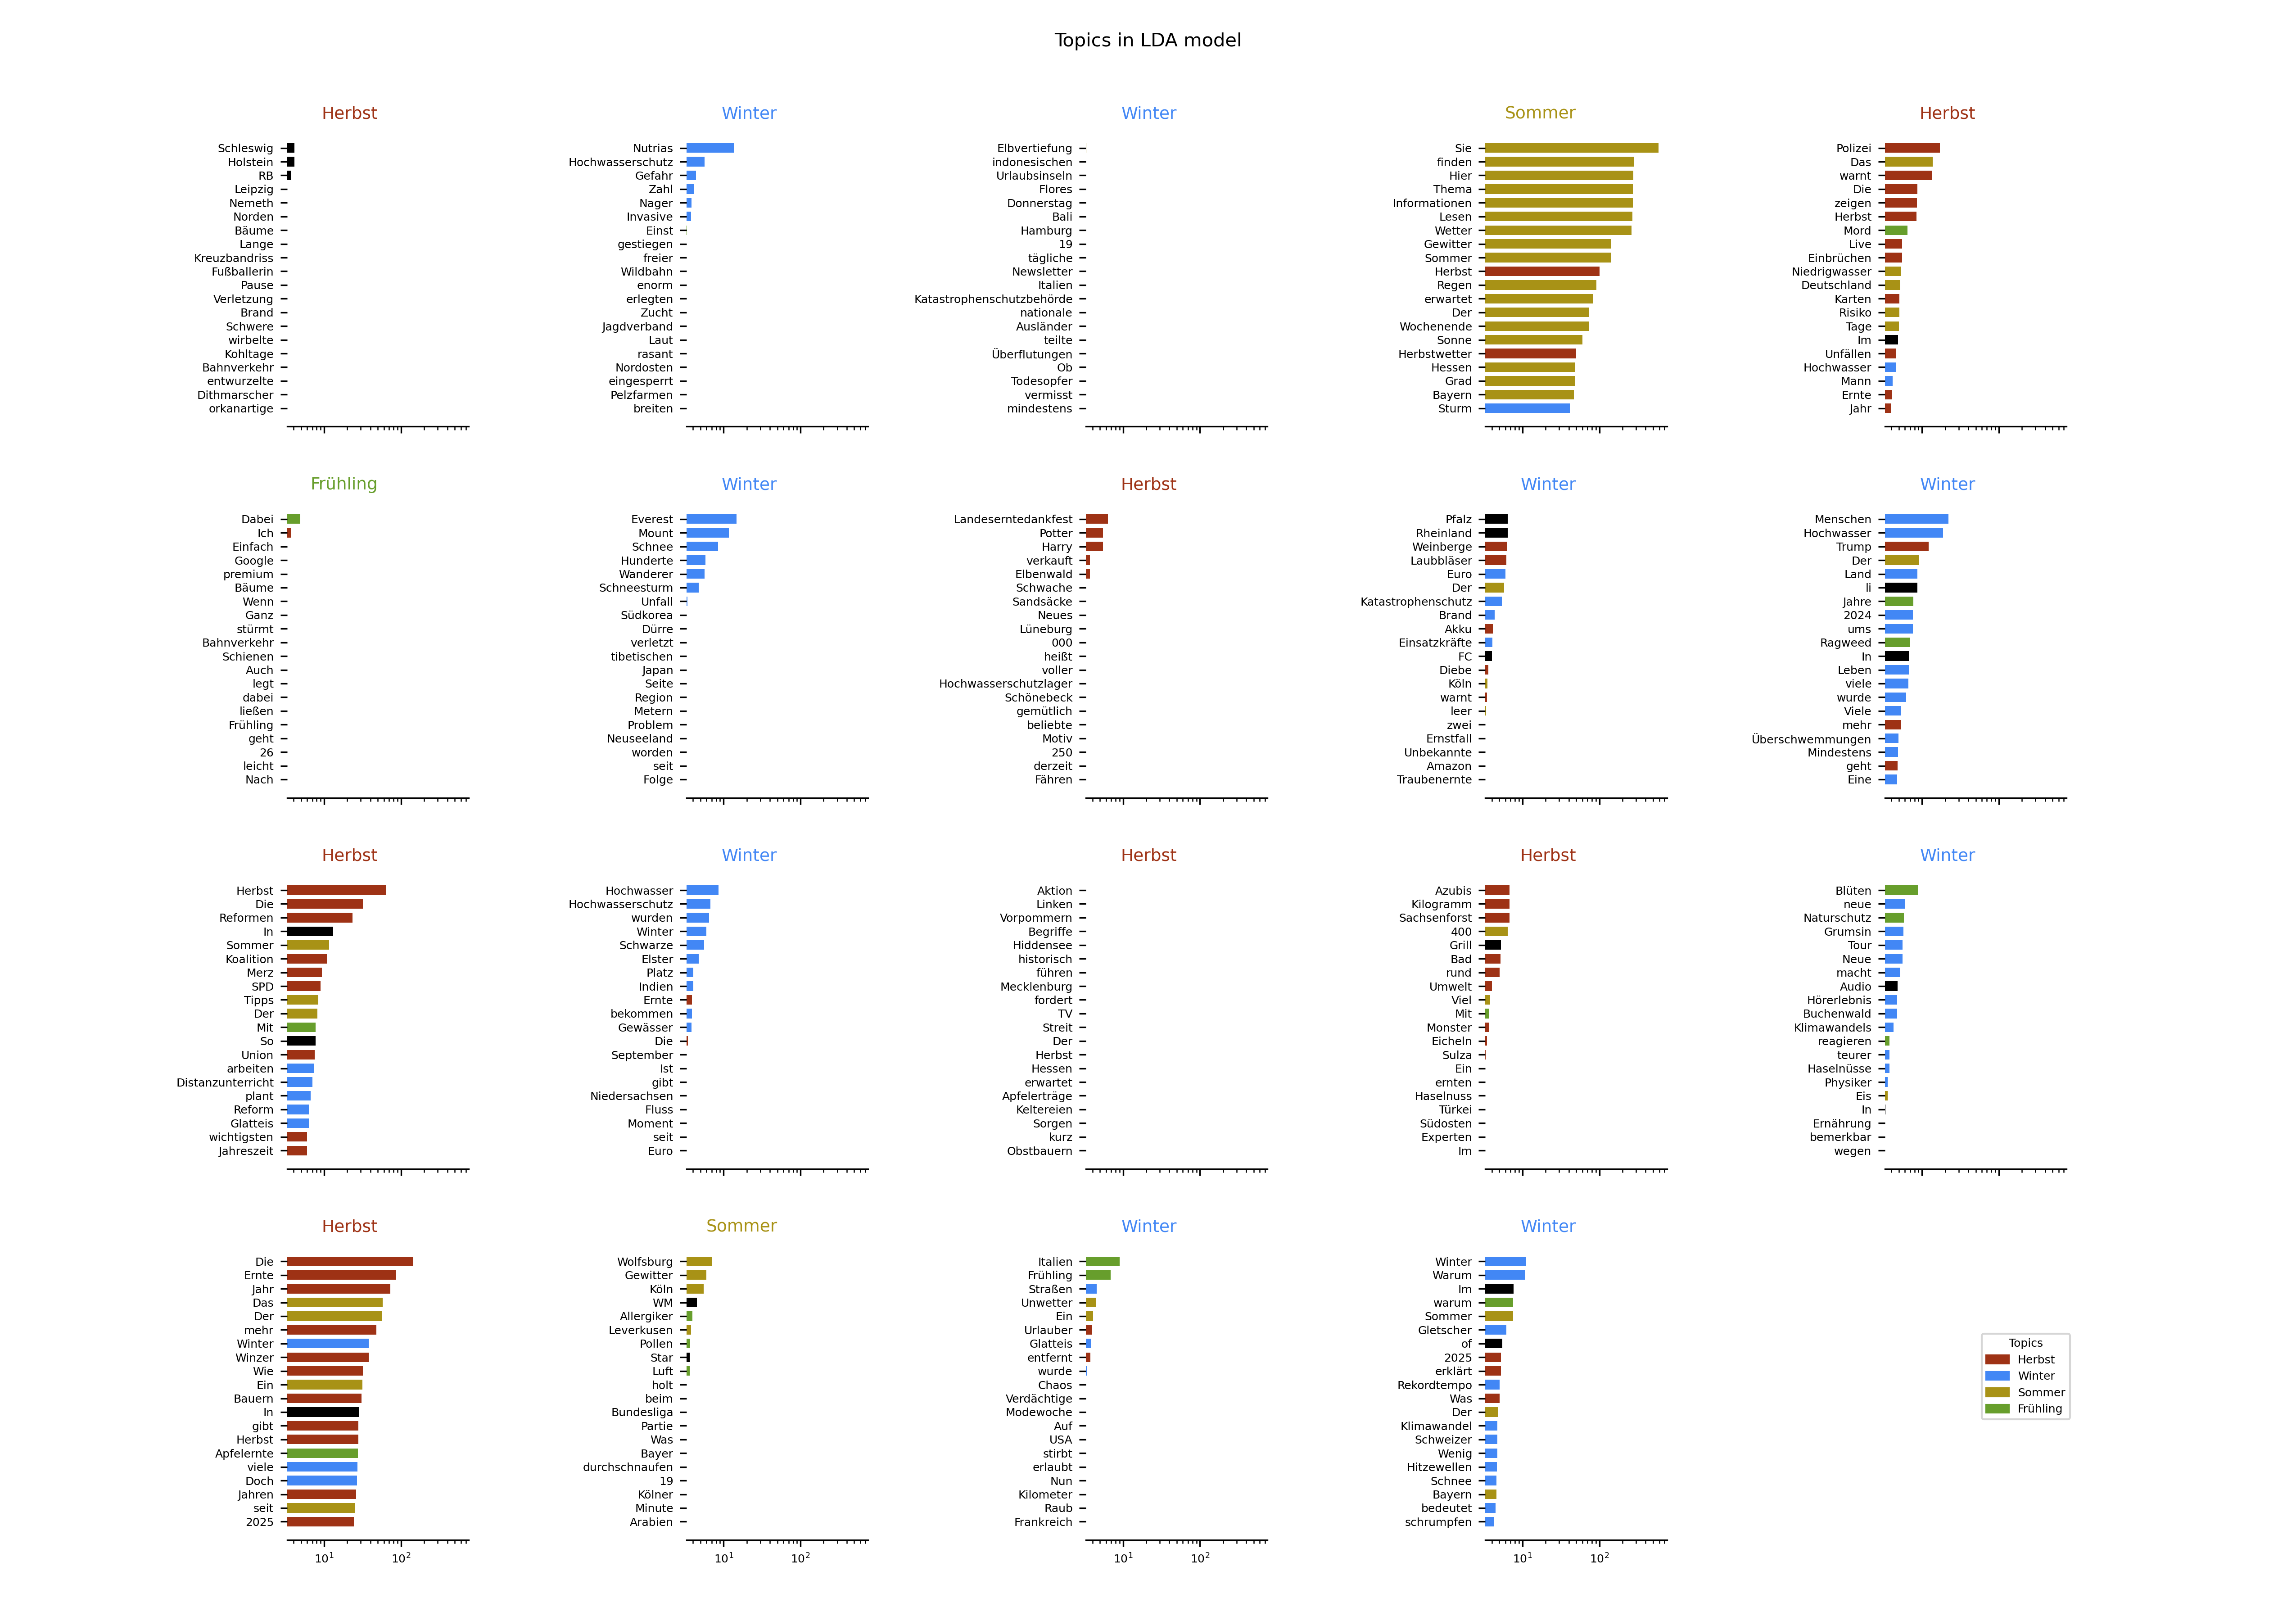 Topics in LDA model
Herbst
Schleswig
Holstein
RB
Leipzig
Nemeth
Norden
Bäume
Lange
Kreuzbandriss
Fußballerin
Pause
Verletzung
Brand
Schwere
wirbelte
Kohltage
Bahnverkehr
entwurzelte
Dithmarscher
orkanartige
Winter
Nutrias
Hochwasserschutz
Gefahr
Zahl
Nager
Invasive
Einst
gestiegen
freier
Wildbahn
enorm
erlegten
Zucht
Jagdverband
Laut
rasant
Nordosten
eingesperrt
Pelzfarmen
breiten
Winter
Elbvertiefung
indonesischen
Urlaubsinseln
Flores
Donnerstag
Bali
Hamburg
19
tägliche
Newsletter
Italien
Katastrophenschutzbehörde
nationale
Ausländer
teilte
Überflutungen
Ob
Todesopfer
vermisst
mindestens
Sommer
Sie
finden
Hier
Thema
Informationen
Lesen
Wetter
Gewitter
Sommer
Herbst
Regen
erwartet
Der
Wochenende
Sonne
Herbstwetter
Hessen
Grad
Bayern
Sturm
Herbst
Polizei
Das
warnt
Die
zeigen
Herbst
Mord
Live
Einbrüchen
Niedrigwasser
Deutschland
Karten
Risiko
Tage
Im
Unfällen
Hochwasser
Mann
Ernte
Jahr
Frühling
Dabei
Ich
Einfach
Google
premium
Bäume
Wenn
Ganz
stürmt
Bahnverkehr
Schienen
Auch
legt
dabei
ließen
Frühling
geht
26
leicht
Nach
Winter
Everest
Mount
Schnee
Hunderte
Wanderer
Schneesturm
Unfall
Südkorea
Dürre
verletzt
tibetischen
Japan
Seite
Region
Metern
Problem
Neuseeland
worden
seit
Folge
Herbst
Landeserntedankfest
Potter
Harry
verkauft
Elbenwald
Schwache
Sandsäcke
Neues
Lüneburg
000
heißt
voller
Hochwasserschutzlager
Schönebeck
gemütlich
beliebte
Motiv
250
derzeit
Fähren
Winter
Pfalz
Rheinland
Weinberge
Laubbläser
Euro
Der
Katastrophenschutz
Brand
Akku
Einsatzkräfte
FC
Diebe
Köln
warnt
leer
zwei
Ernstfall
Unbekannte
Amazon
Traubenernte
Winter
Menschen
Hochwasser
Trump
Der
Land
li
Jahre
2024
ums
Ragweed
In
Leben
viele
wurde
Viele
mehr
Überschwemmungen
Mindestens
geht
Eine
Herbst
Herbst
Die
Reformen
In
Sommer
Koalition
Merz
SPD
Tipps
Der
Mit
So
Union
arbeiten
Distanzunterricht
plant
Reform
Glatteis
wichtigsten
Jahreszeit
Winter
Hochwasser
Hochwasserschutz
wurden
Winter
Schwarze
Elster
Platz
Indien
Ernte
bekommen
Gewässer
Die
September
Ist
gibt
Niedersachsen
Fluss
Moment
seit
Euro
Herbst
Aktion
Linken
Vorpommern
Begriffe
Hiddensee
historisch
führen
Mecklenburg
fordert
TV
Streit
Der
Herbst
Hessen
erwartet
Apfelerträge
Keltereien
Sorgen
kurz
Obstbauern
Herbst
Azubis
Kilogramm
Sachsenforst
400
Grill
Bad
rund
Umwelt
Viel
Mit
Monster
Eicheln
Sulza
Ein
ernten
Haselnuss
Türkei
Südosten
Experten
Im
Winter
Blüten
neue
Naturschutz
Grumsin
Tour
Neue
macht
Audio
Hörerlebnis
Buchenwald
Klimawandels
reagieren
teurer
Haselnüsse
Physiker
Eis
In
Ernährung
bemerkbar
wegen
Herbst
Die
Ernte
Jahr
Das
Der
mehr
Winter
Winzer
Wie
Ein
Bauern
In
gibt
Herbst
Apfelernte
viele
Doch
Jahren
seit
2025
10¹ 10²
Sommer
Wolfsburg
Gewitter
Köln
WM
Allergiker
Leverkusen
Pollen
Star
Luft
holt
beim
Bundesliga
Partie
Was
Bayer
durchschnaufen
19
Kölner
Minute
Arabien
10¹ 10²
Winter
Italien
Frühling
Straßen
Unwetter
Ein
Urlauber
Glatteis
entfernt
wurde
Chaos
Verdächtige
Modewoche
Auf
USA
stirbt
erlaubt
Nun
Kilometer
Raub
Frankreich
10¹ 10²
Winter
Winter
Warum
Im
warum
Sommer
Gletscher
of
2025
erklärt
Rekordtempo
Was
Der
Klimawandel
Schweizer
Wenig
Hitzewellen
Schnee
Bayern
bedeutet
schrumpfen
10¹ 10²
Topics
Herbst
Winter
Sommer
Frühling